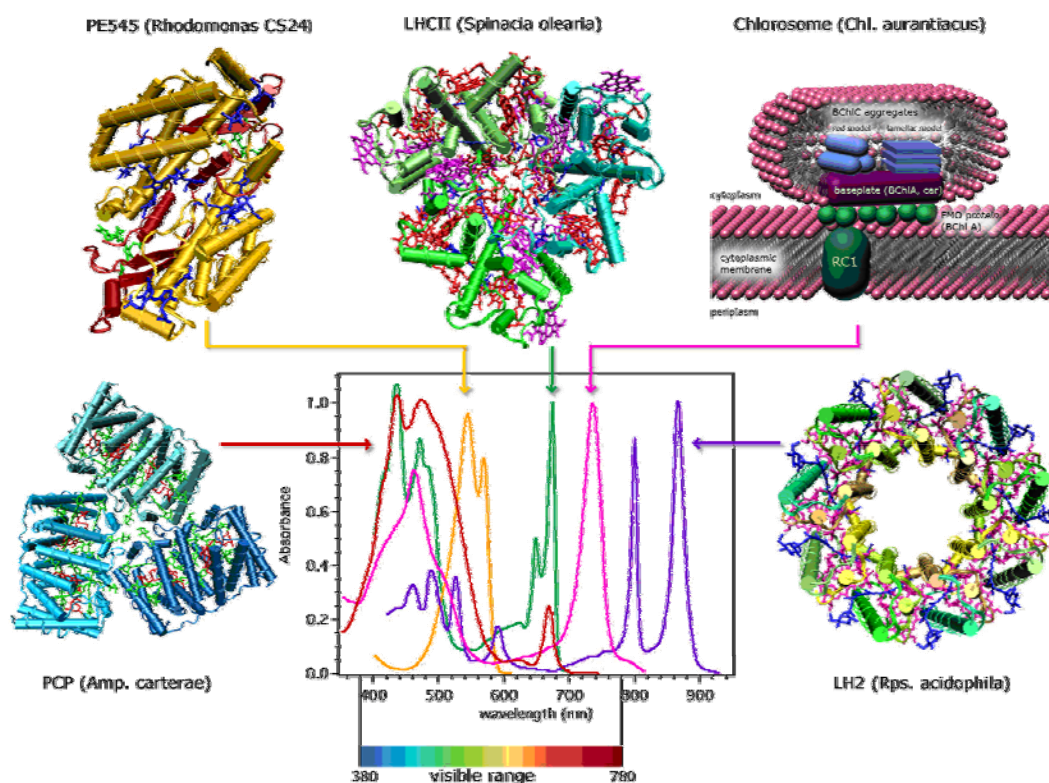 PE545 (Rhodomonas CS24)
LHCII (Spinacia olearia)
Chlorosome (Chl. aurantiacus)
BChlC aggregates
rod model
lamellar model
baseplate (BChlA, car)
cytoplasm
FMO protein
(BChl A)
cytoplasmic
membrane
RC1
periplasm
1.0
0.8
0.6
0.4
0.2
0.0
Absorbance
400
500
600
700
800
900
wavelength (nm)
PCP (Amp. carterae)
LH2 (Rps. acidophila)
380
visible range
780